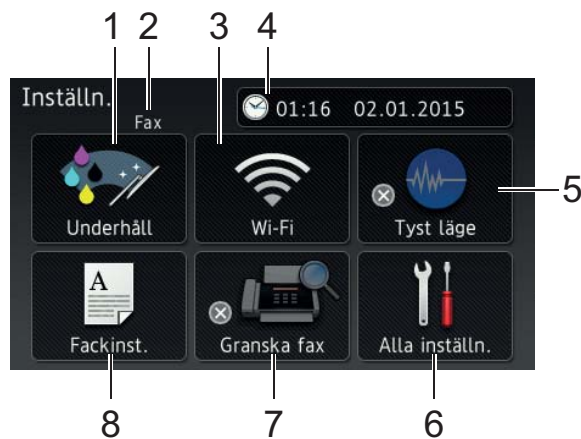 1 2 3 4
Inställn.
Fax
01:16 02.01.2015
5
Underhåll Wi-Fi Tyst läge
A
Fackinst. Granska fax Alla inställn.
8 7 6